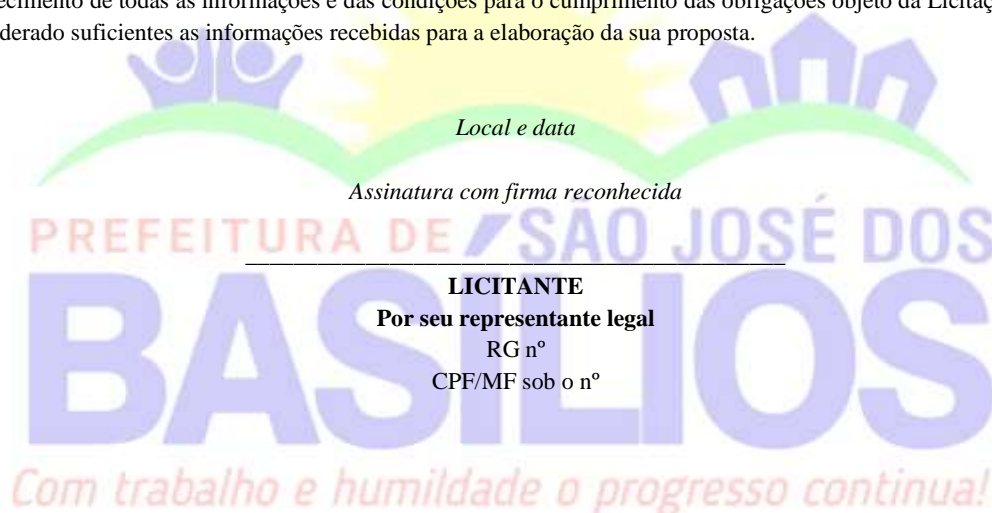 ecimento de todas as informações e das condições para o cumprimento das obrigações objeto da Licitaç
derado suficientes as informações recebidas para a elaboração da sua proposta.
Local e data
Assinatura com firma reconhecida
PREFEITURA DE SÃO JOSÉ DOS
BASÍLIOS
LICITANTE
Por seu representante legal
RG nº
CPF/MF sob o nº
Com trabalho e humildade o progresso continua!